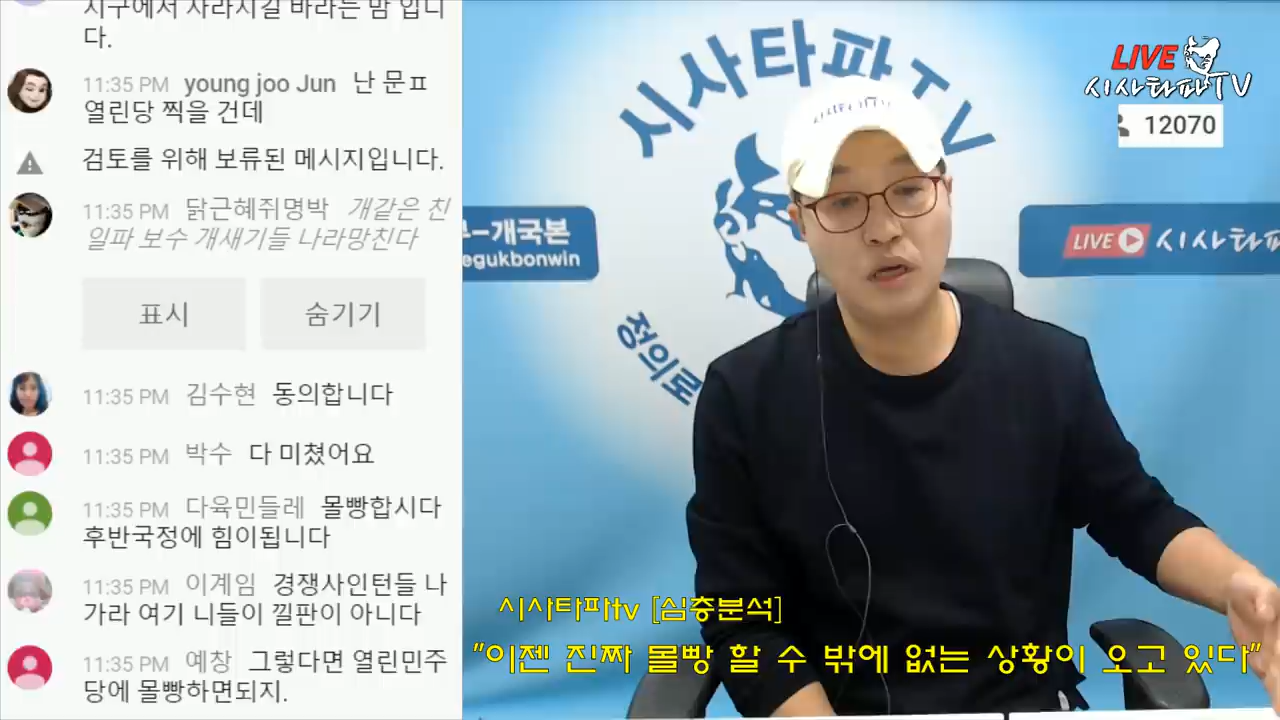 지구에서 사라지길 바라는 맘 입니
다.
11:35 PM young joo Jun 난 문ㅍ
열린당 찍을 건데
검토를 위해 보류된 메시지입니다.
11:35 PM 닭근혜쥐명박 개같은 친
일파 보수 개새기들 나라망친다
표시
숨기기
11:35 PM 김수현 동의합니다
11:35 PM 박수 다 미쳤어요
11:35 PM 다육민들레 몰빵합시다
후반국정에 힘이됩니다
11:35 PM 이계임 경쟁사인턴들 나
가라 여기 니들이 낄판이 아니다
11:35 PM 예창 그렇다면 열린민주
당에 몰빵하면되지.
시사타파TV
LIVE
시사타파TV
12070
-개국본
egukbonwin
LIVE 시사타파
정의로
시사타파tv [심층분석]
"이젠 진짜 몰빵 할 수 밖에 없는 상황이 오고 있다"